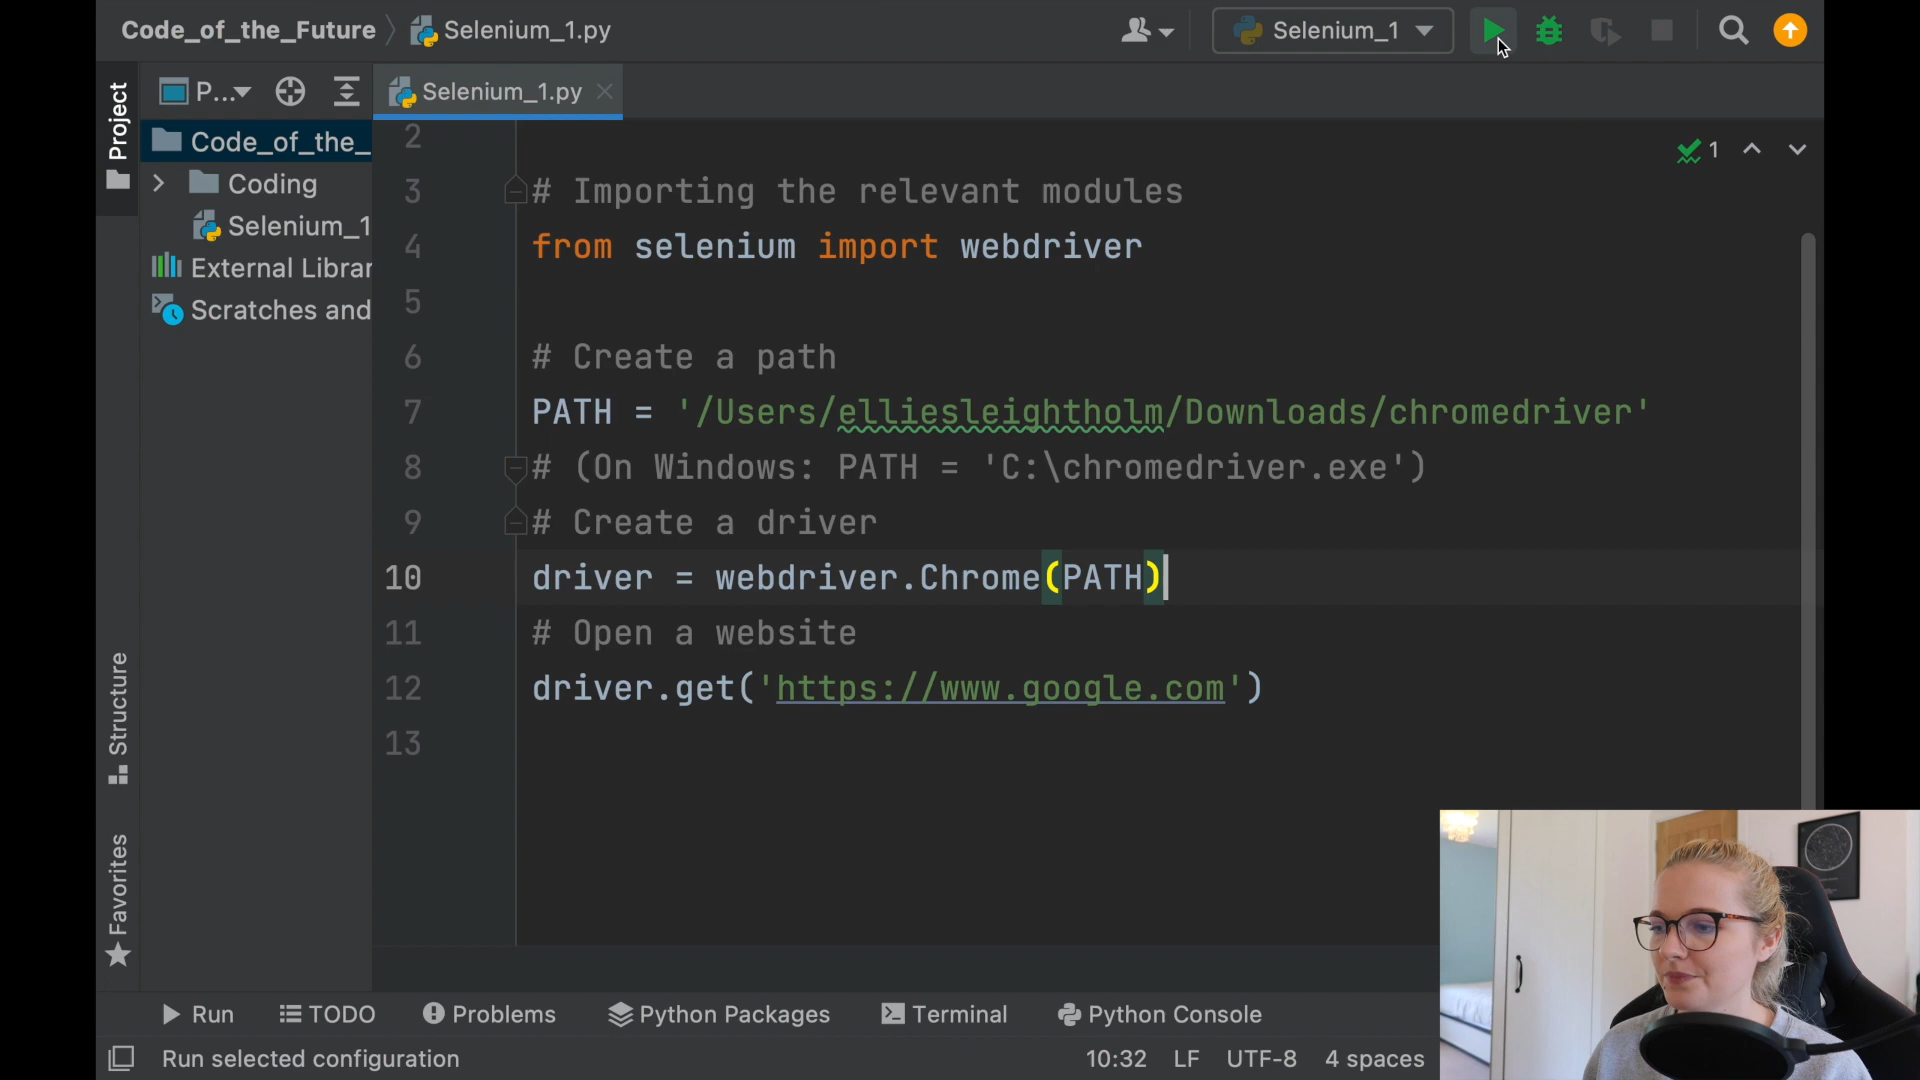 Code_of_the_Future
Selenium_1.py
Selenium_1
Project
P...
Selenium_1.py
Code_of_the_
Coding
Selenium_1
External Librar
Scratches and
1
2
3 # Importing the relevant modules
4 from selenium import webdriver
5
6 # Create a path
7 PATH = '/Users/elliesleightholm/Downloads/chromedriver'
8 # (On Windows: PATH = 'C:\chromedriver.exe')
9 # Create a driver
10 driver = webdriver.Chrome(PATH)
11 # Open a website
12 driver.get('https://www.google.com')
13
Structure
Favorites
Run
TODO
Problems
Python Packages
Terminal
Python Console
Run selected configuration
10:32 LF UTF-8 4 spaces